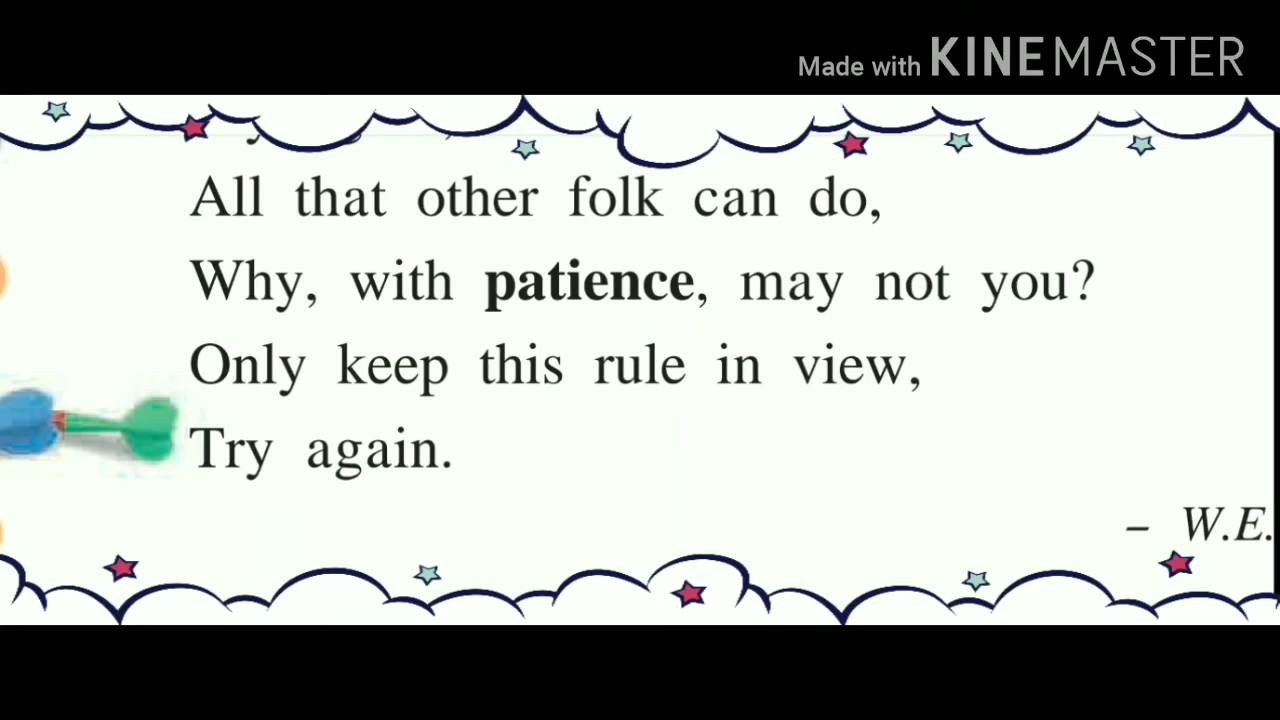 Made with KINEMASTER
All that other folk can do,
Why, with patience, may not you?
Only keep this rule in view,
Try again.
– W.E.